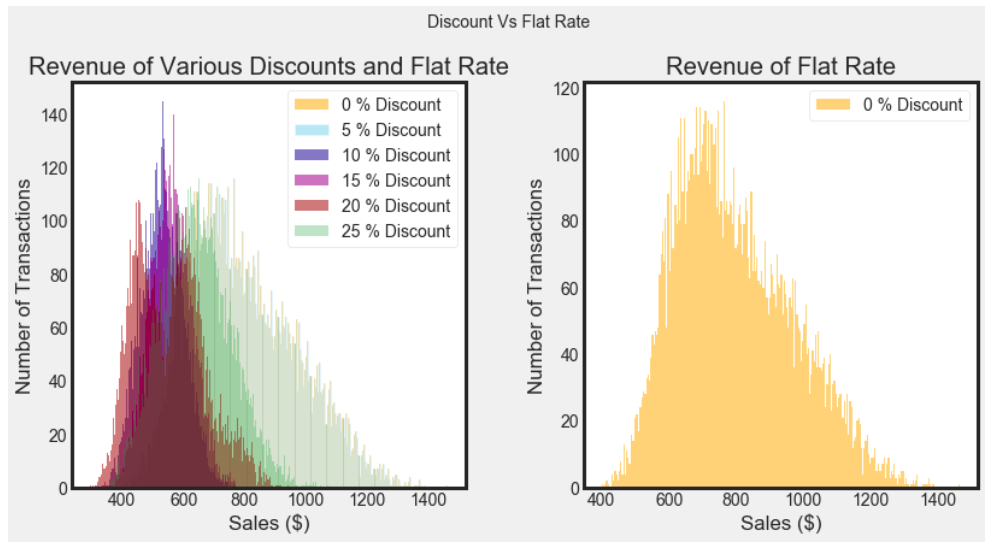 Discount Vs Flat Rate
Revenue of Various Discounts and Flat Rate
Number of Transactions
140
120
100
80
60
40
20
0
400 600 800 1000 1200 1400
Sales ($)
0 % Discount
5 % Discount
10 % Discount
15 % Discount
20 % Discount
25 % Discount
Revenue of Flat Rate
Number of Transactions
120
100
80
60
40
20
0
400 600 800 1000 1200 1400
Sales ($)
0 % Discount